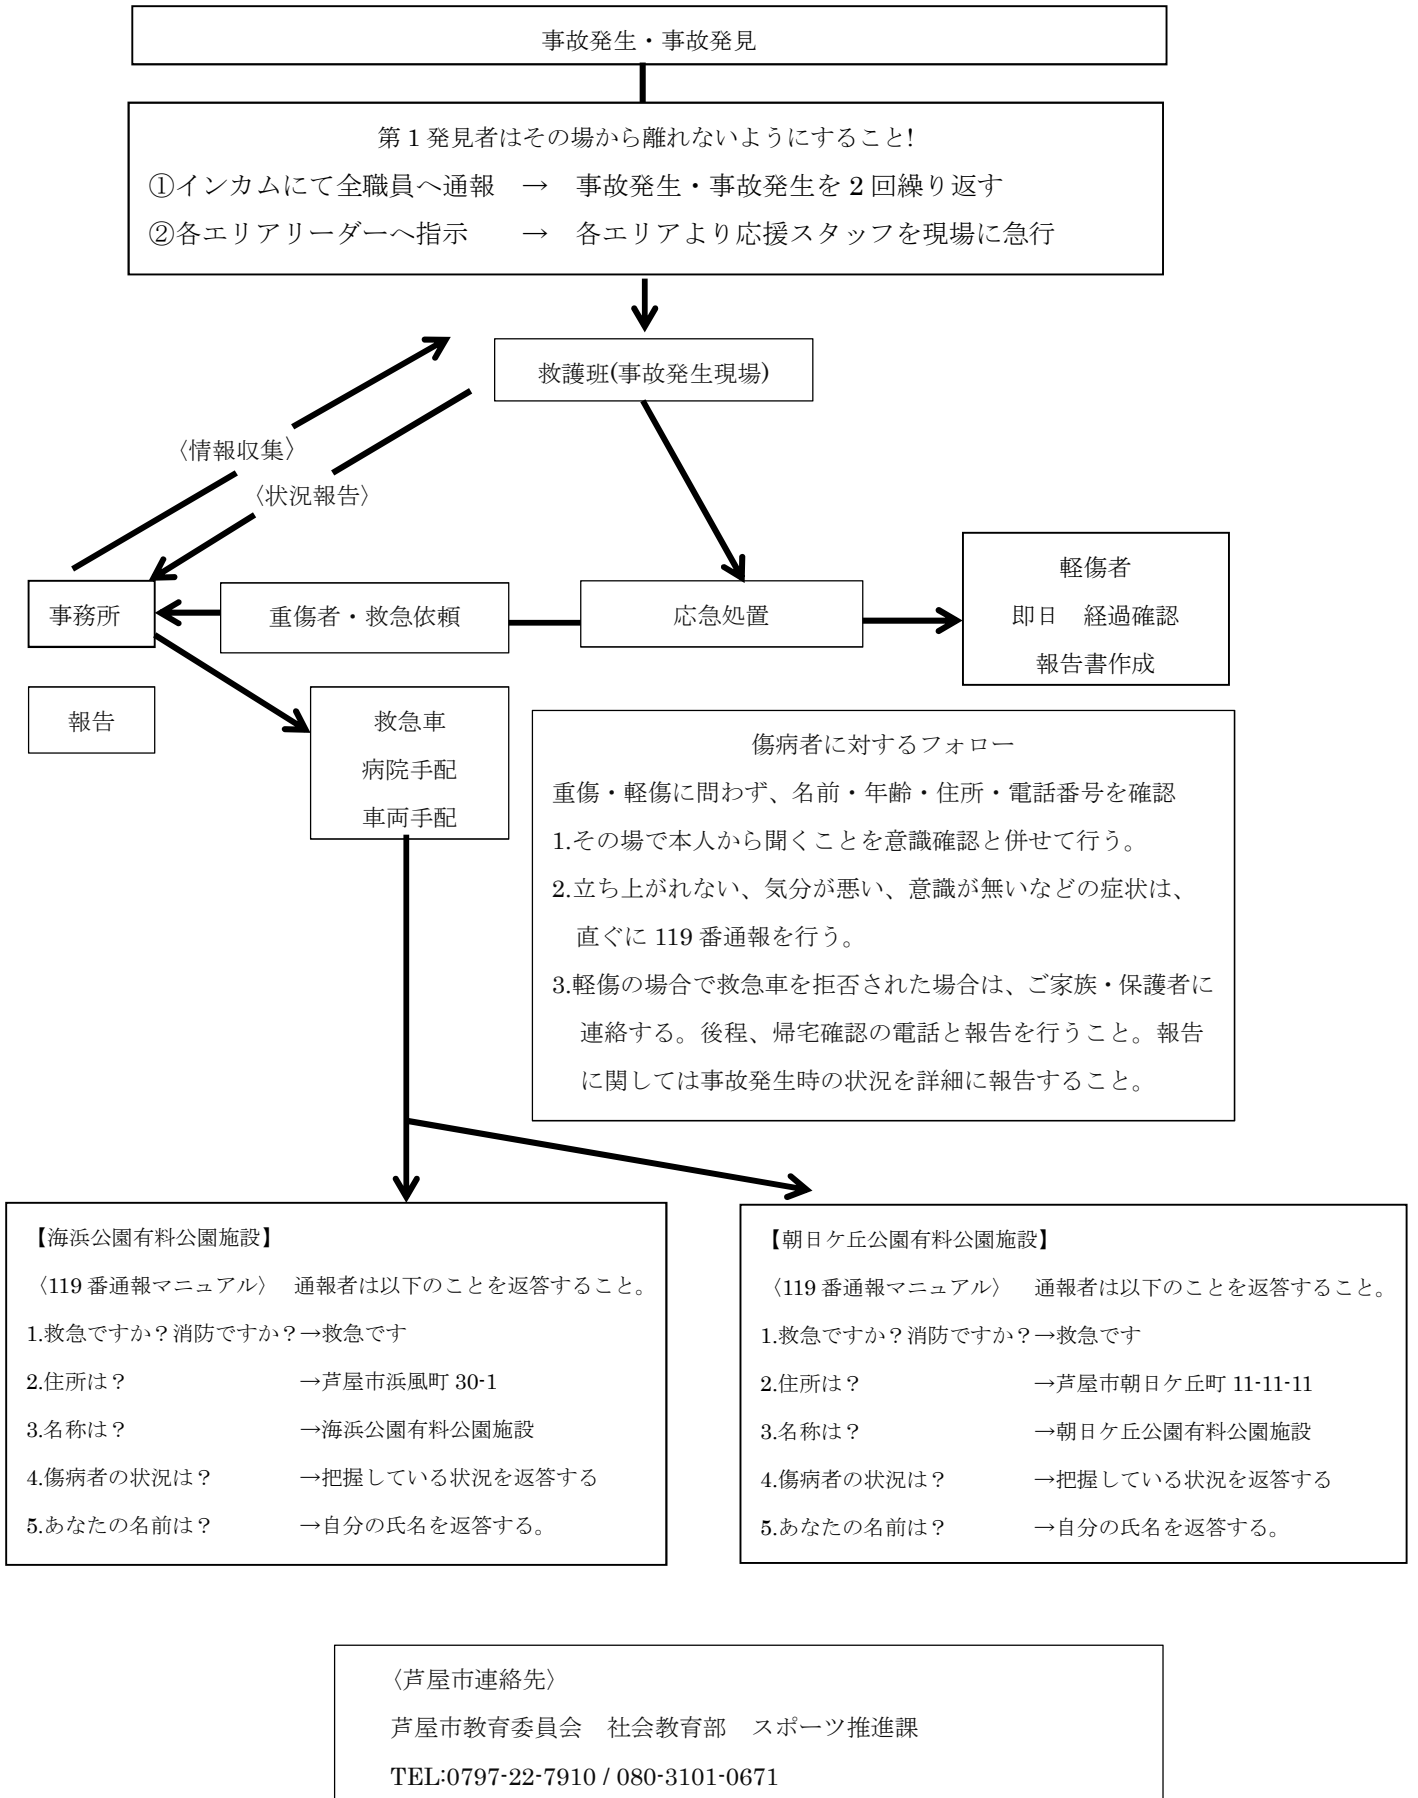 事故発生・事故発見
第１発見者はその場から離れないようにすること!
①インカムにて全職員へ通報　→　事故発生・事故発生を 2 回繰り返す
②各エリアリーダーへ指示　　→　各エリアより応援スタッフを現場に急行
救護班(事故発生現場)
〈情報収集〉
〈状況報告〉
事務所
重傷者・救急依頼
応急処置
軽傷者
即日　経過確認
報告書作成
報告
救急車
病院手配
車両手配
傷病者に対するフォロー
重傷・軽傷に問わず、名前・年齢・住所・電話番号を確認
1.その場で本人から聞くことを意識確認と併せて行う。
2.立ち上がれない、気分が悪い、意識が無いなどの症状は、
直ぐに 119 番通報を行う。
3.軽傷の場合で救急車を拒否された場合は、ご家族・保護者に
連絡する。後程、帰宅確認の電話と報告を行うこと。報告
に関しては事故発生時の状況を詳細に報告すること。
【海浜公園有料公園施設】
〈119 番通報マニュアル〉　通報者は以下のことを返答すること。
1.救急ですか？消防ですか？→救急です
2.住所は？　→芦屋市浜風町 30-1
3.名称は？　→海浜公園有料公園施設
4.傷病者の状況は？　→把握している状況を返答する
5.あなたの名前は？　→自分の氏名を返答する。
【朝日ケ丘公園有料公園施設】
〈119 番通報マニュアル〉　通報者は以下のことを返答すること。
1.救急ですか？消防ですか？→救急です
2.住所は？　→芦屋市朝日ケ丘町 11-11-11
3.名称は？　→朝日ケ丘公園有料公園施設
4.傷病者の状況は？　→把握している状況を返答する
5.あなたの名前は？　→自分の氏名を返答する。
〈芦屋市連絡先〉
芦屋市教育委員会　社会教育部　スポーツ推進課
TEL:0797-22-7910 / 080-3101-0671